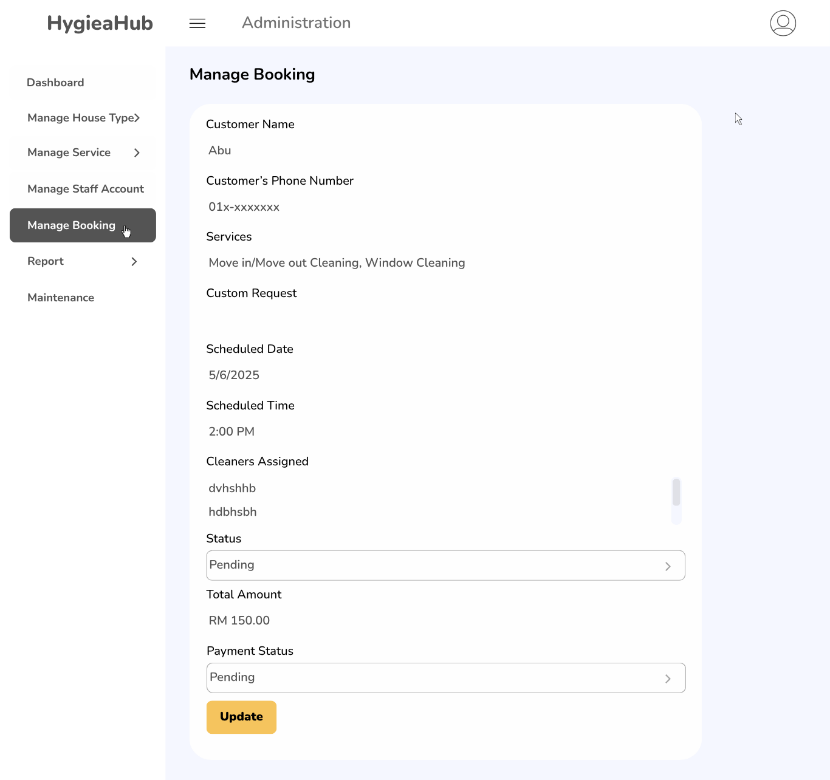 HygieaHub
Administration
Dashboard
Manage House Type
Manage Service
Manage Staff Account
Manage Booking
Report
Maintenance
Manage Booking
Customer Name
Abu
Customer's Phone Number
01x-xxxxxxx
Services
Move in/Move out Cleaning, Window Cleaning
Custom Request
Scheduled Date
5/6/2025
Scheduled Time
2:00 PM
Cleaners Assigned
dvhshhb
hdbhsbh
Status
Pending
Total Amount
RM 150.00
Payment Status
Pending
Update